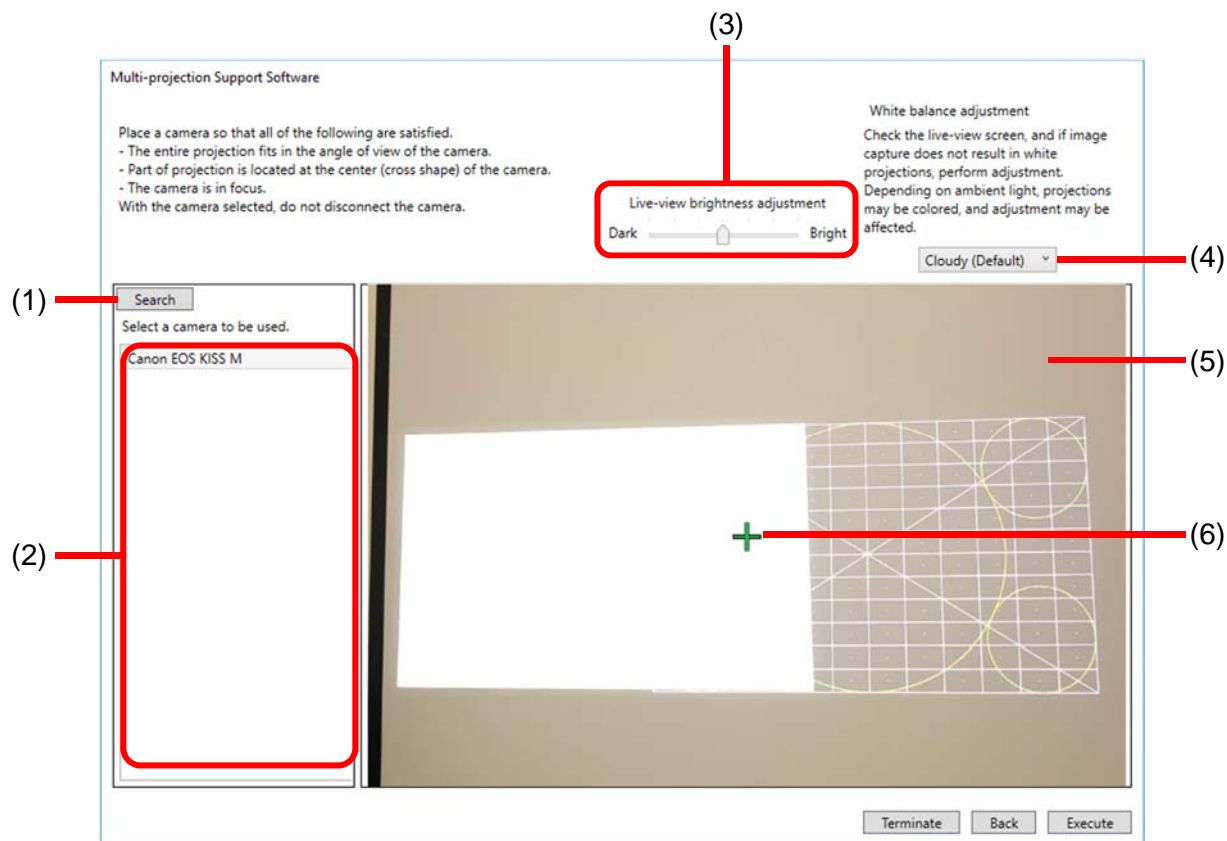 (3)
Multi-projection Support Software
White balance adjustment
Place a camera so that all of the following are satisfied.
- The entire projection fits in the angle of view of the camera.
- Part of projection is located at the center (cross shape) of the camera.
- The camera is in focus.
With the camera selected, do not disconnect the camera.
Check the live-view screen, and if image
capture does not result in white
projections, perform adjustment.
Depending on ambient light, projections
may be colored, and adjustment may be
affected.
Live-view brightness adjustment
Dark Bright
Cloudy (Default)
(4)
(1)
Search
Select a camera to be used.
Canon EOS KISS M
(5)
(2)
(6)
Terminate Back Execute